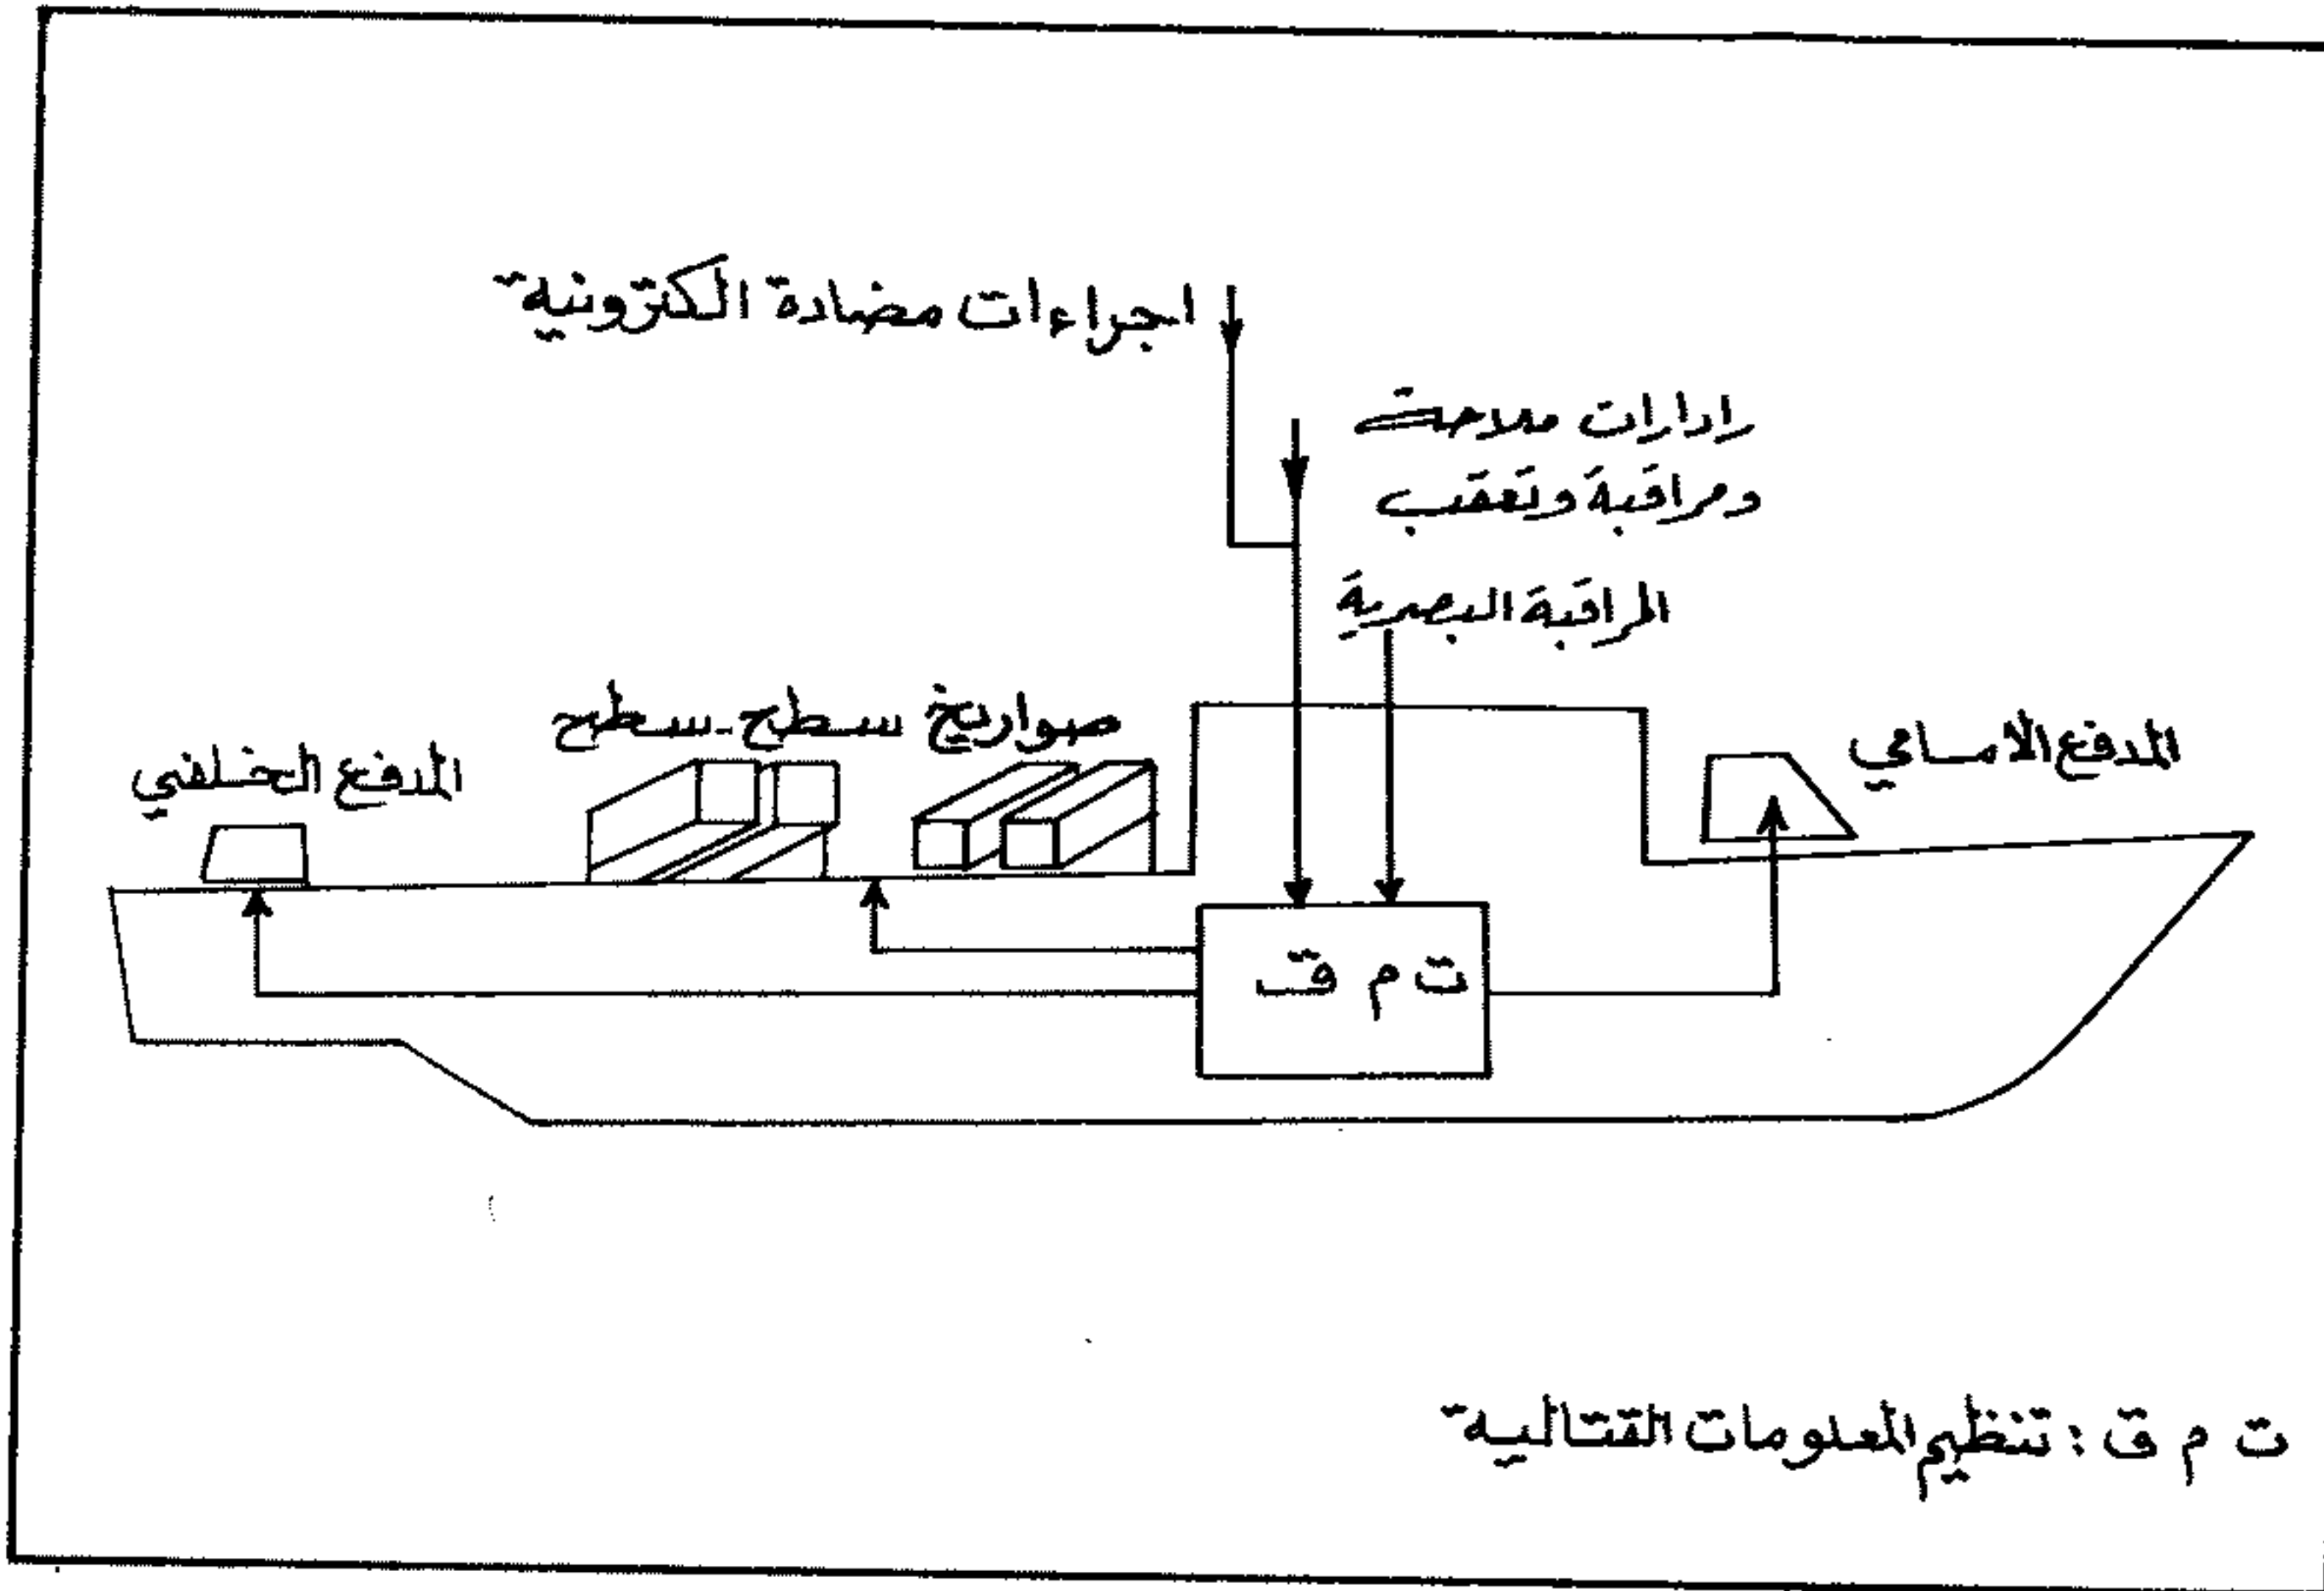 اجراءات مضادة الكترونية
رادارات ملاحة
ومراقبة وتعقب
المراقبة البصرية
صواريخ سطح-سطح
المدفع الامامي
المدفع الخلفي
ت م ق
ت م ق : تنظيم المعلومات القتالية